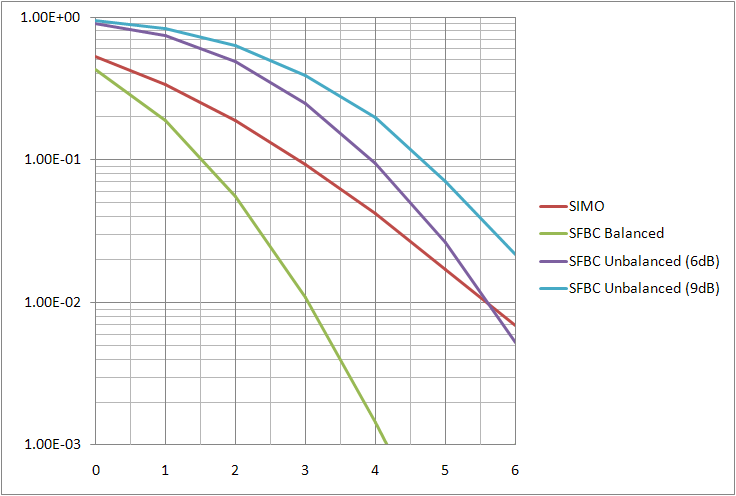 1.00E+00
1.00E-01
1.00E-02
1.00E-03
0 1 2 3 4 5 6
SIMO
SFBC Balanced
SFBC Unbalanced (6dB)
SFBC Unbalanced (9dB)